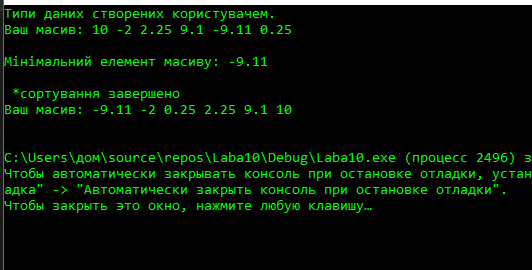 Типи даних створених користувачем.
Ваш масив: 10 -2 2.25 9.1 -9.11 0.25
Мінімальний елемент масиву: -9.11
*сортування завершено
Ваш масив: -9.11 -2 0.25 2.25 9.1 10
C:\Users\дом\source\repos\Laba10\Debug\Laba10.exe (процесс 2496) з
Чтобы автоматически закрывать консоль при остановке отладки, устан
адка" -> "Автоматически закрыть консоль при остановке отладки".
Чтобы закрыть это окно, нажмите любую клавишу…